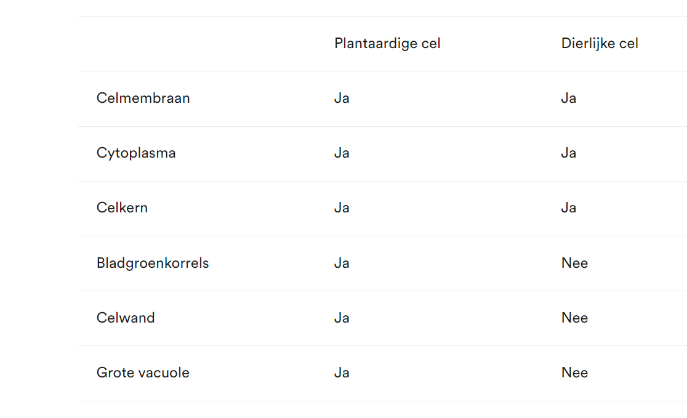 Plantaardige cel Dierlijke cel
Celmembraan Ja Ja
Cytoplasma Ja Ja
Celkern Ja Ja
Bladgroenkorrels Ja Nee
Celwand Ja Nee
Grote vacuole Ja Nee